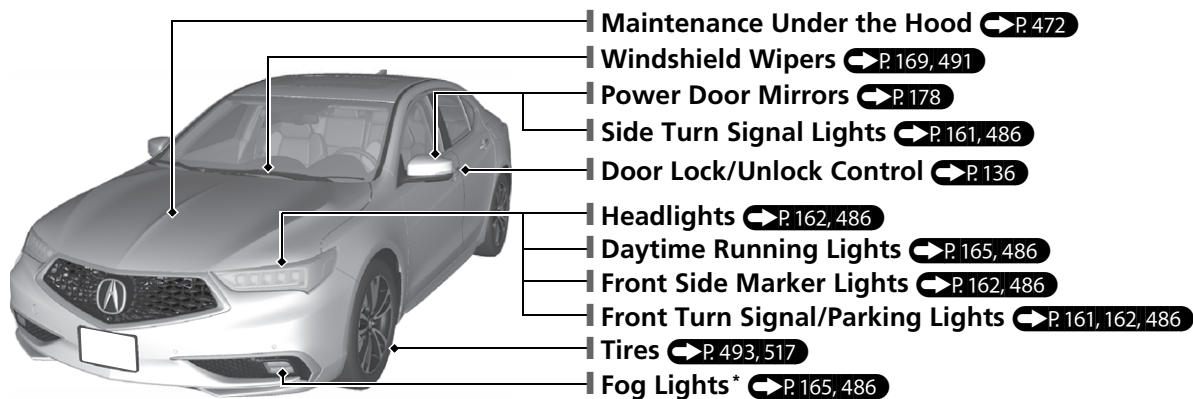 Maintenance Under the Hood P. 472
Windshield Wipers P. 169, 491
Power Door Mirrors P. 178
Side Turn Signal Lights P. 161, 486
Door Lock/Unlock Control P. 136
Headlights P. 162, 486
Daytime Running Lights P. 165, 486
Front Side Marker Lights P. 162, 486
Front Turn Signal/Parking Lights P. 161, 162, 486
Tires P. 493, 517
Fog Lights* P. 165, 486